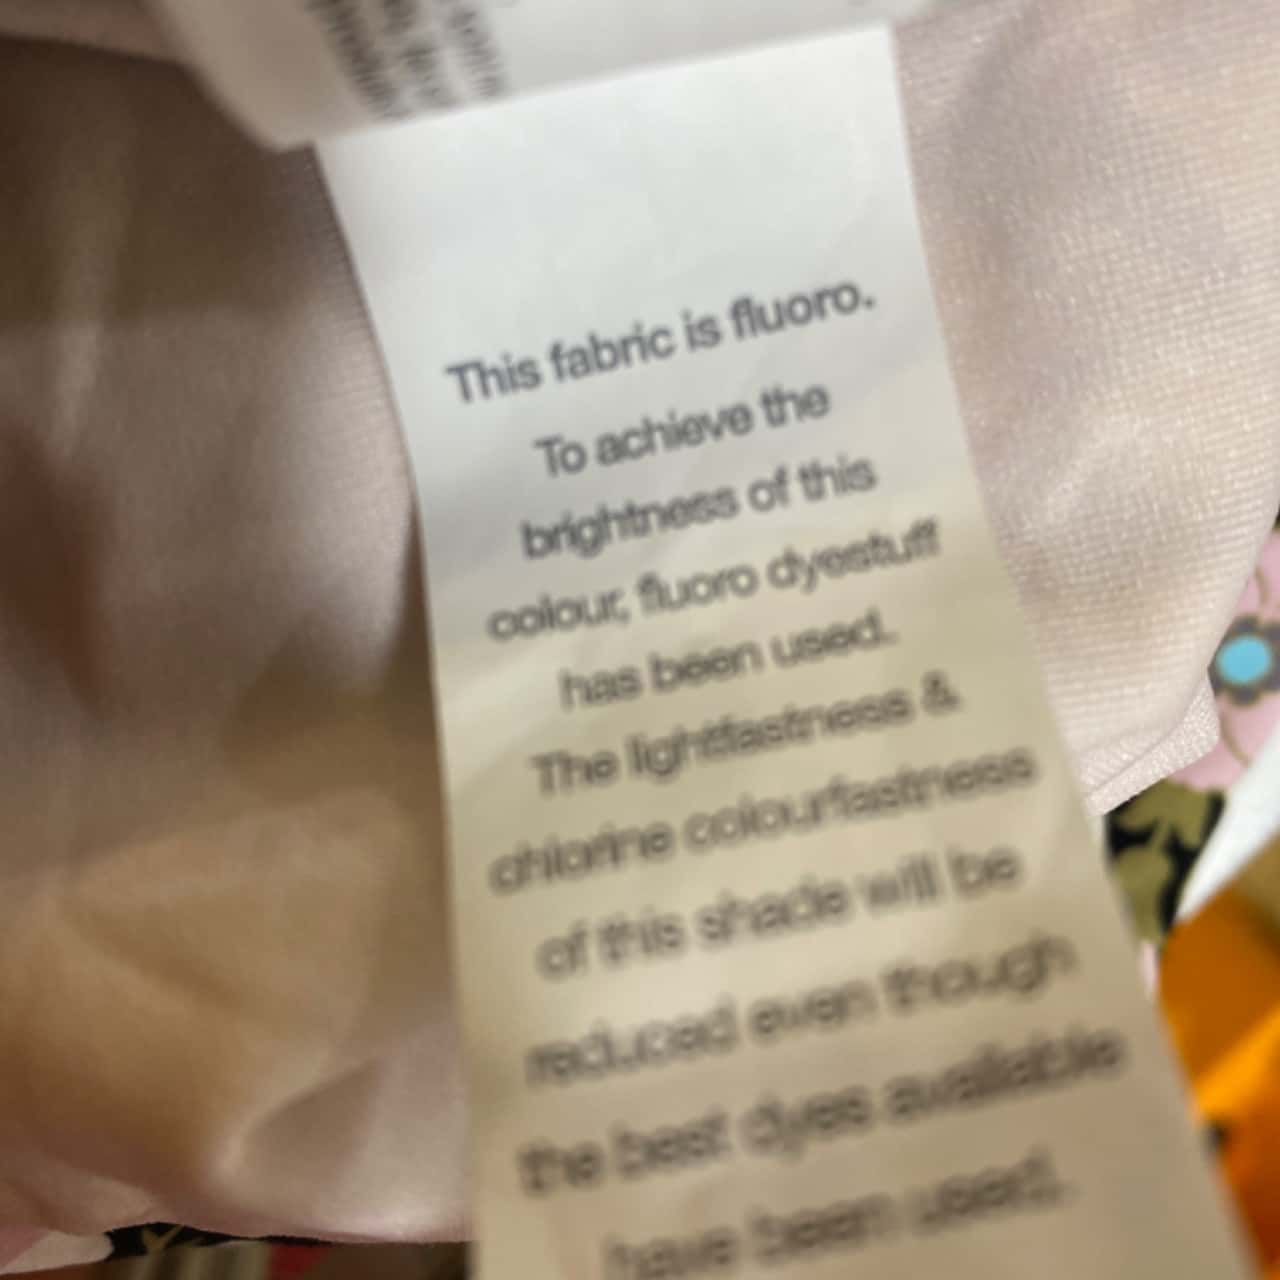 This fabric is fluoro.
To achieve the
brightness of this
colour, fluoro dyestuff
has been used.
The lightfastness &
chlorine colourfastness
of this shade will be
reduced even though
the best dyes available
have been used.